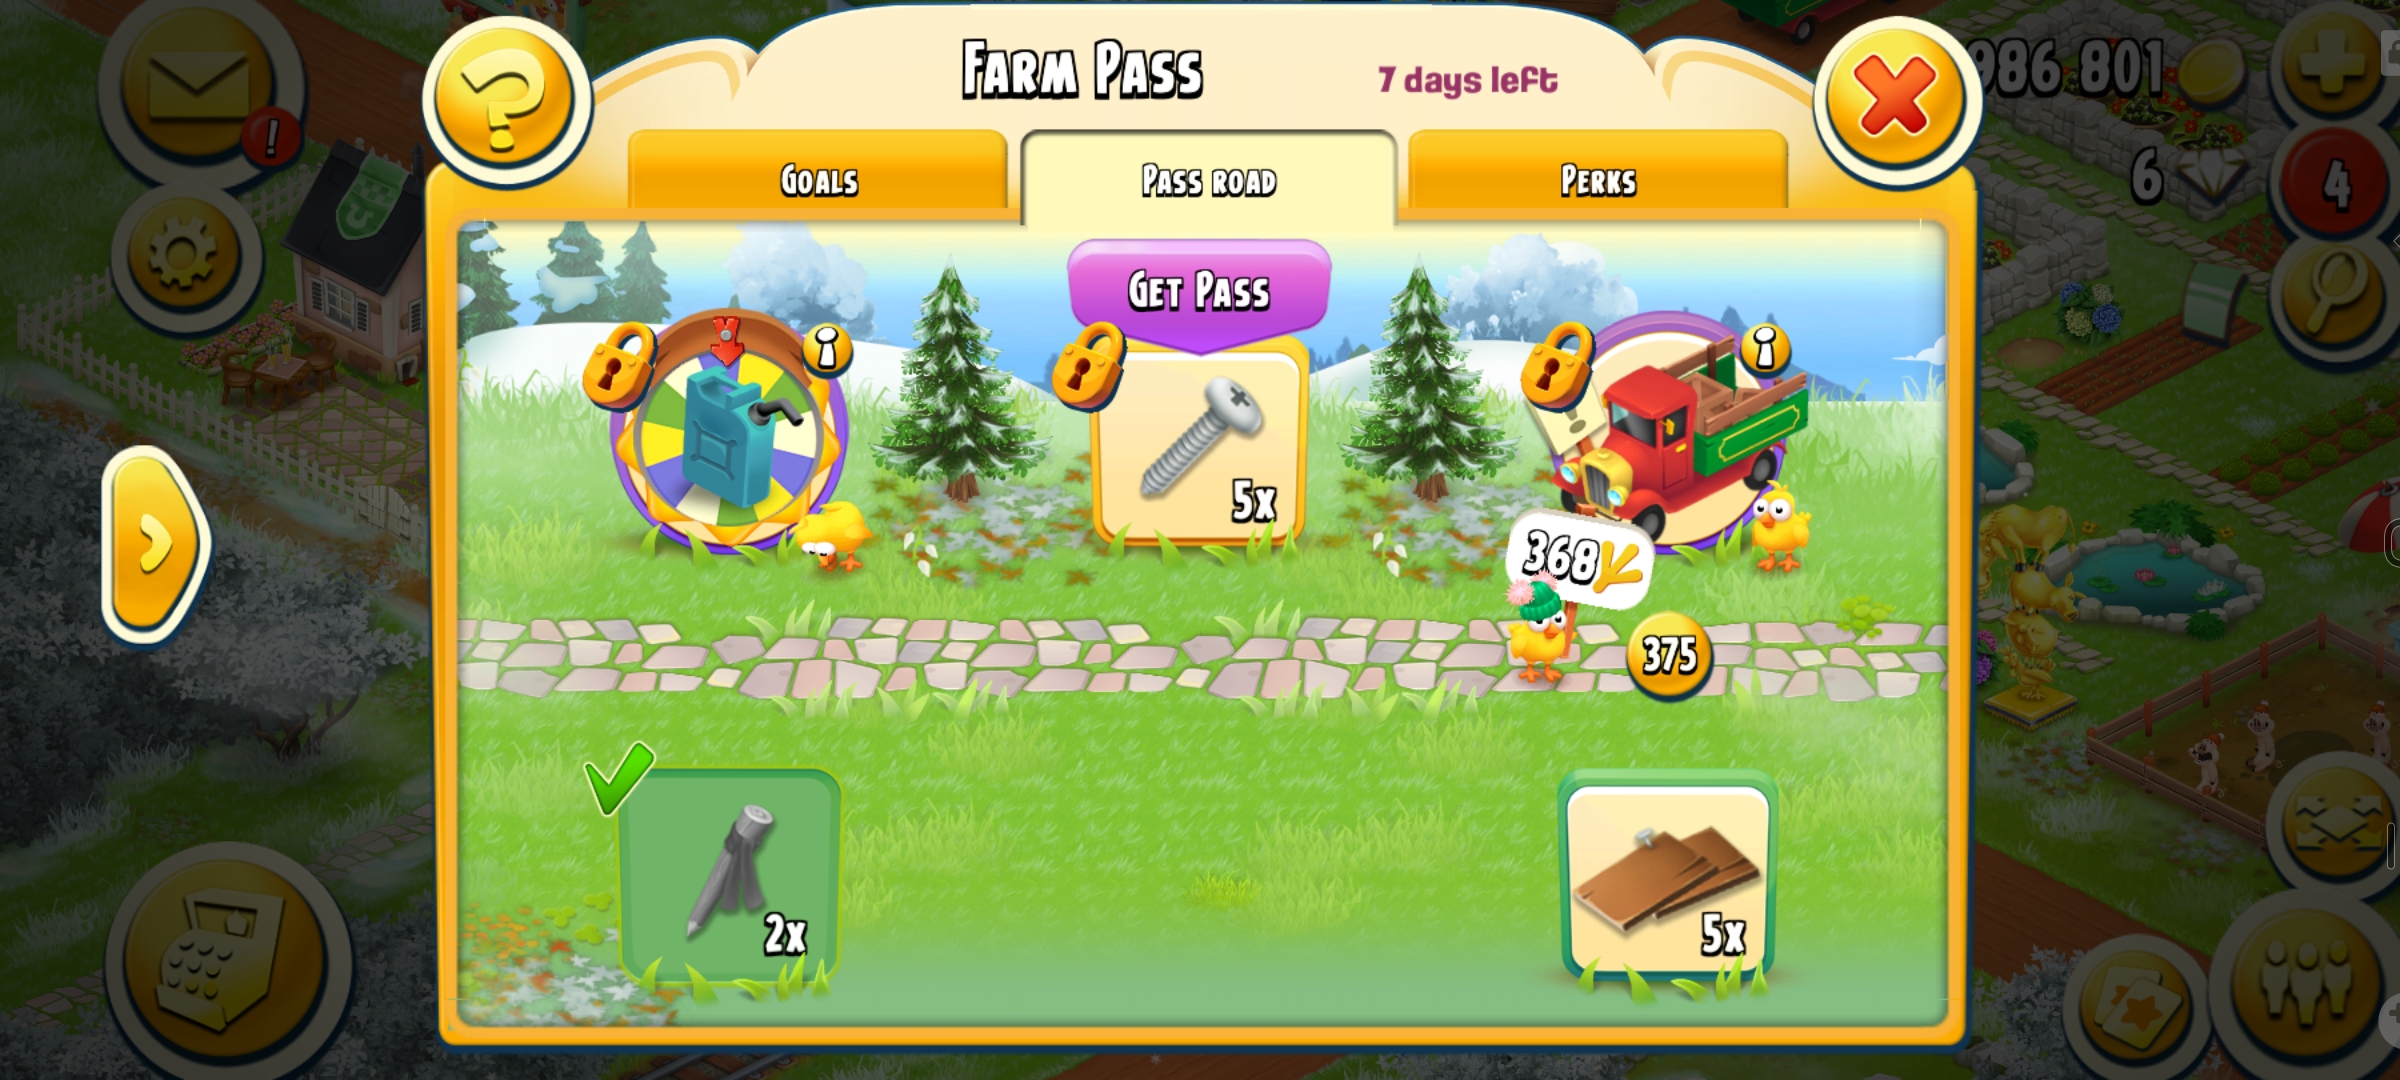 FARM PASS
7 days left
986 801
6
4
GOALS
PASS ROAD
PERKS
GET PASS
5x
368
375
2x
5x